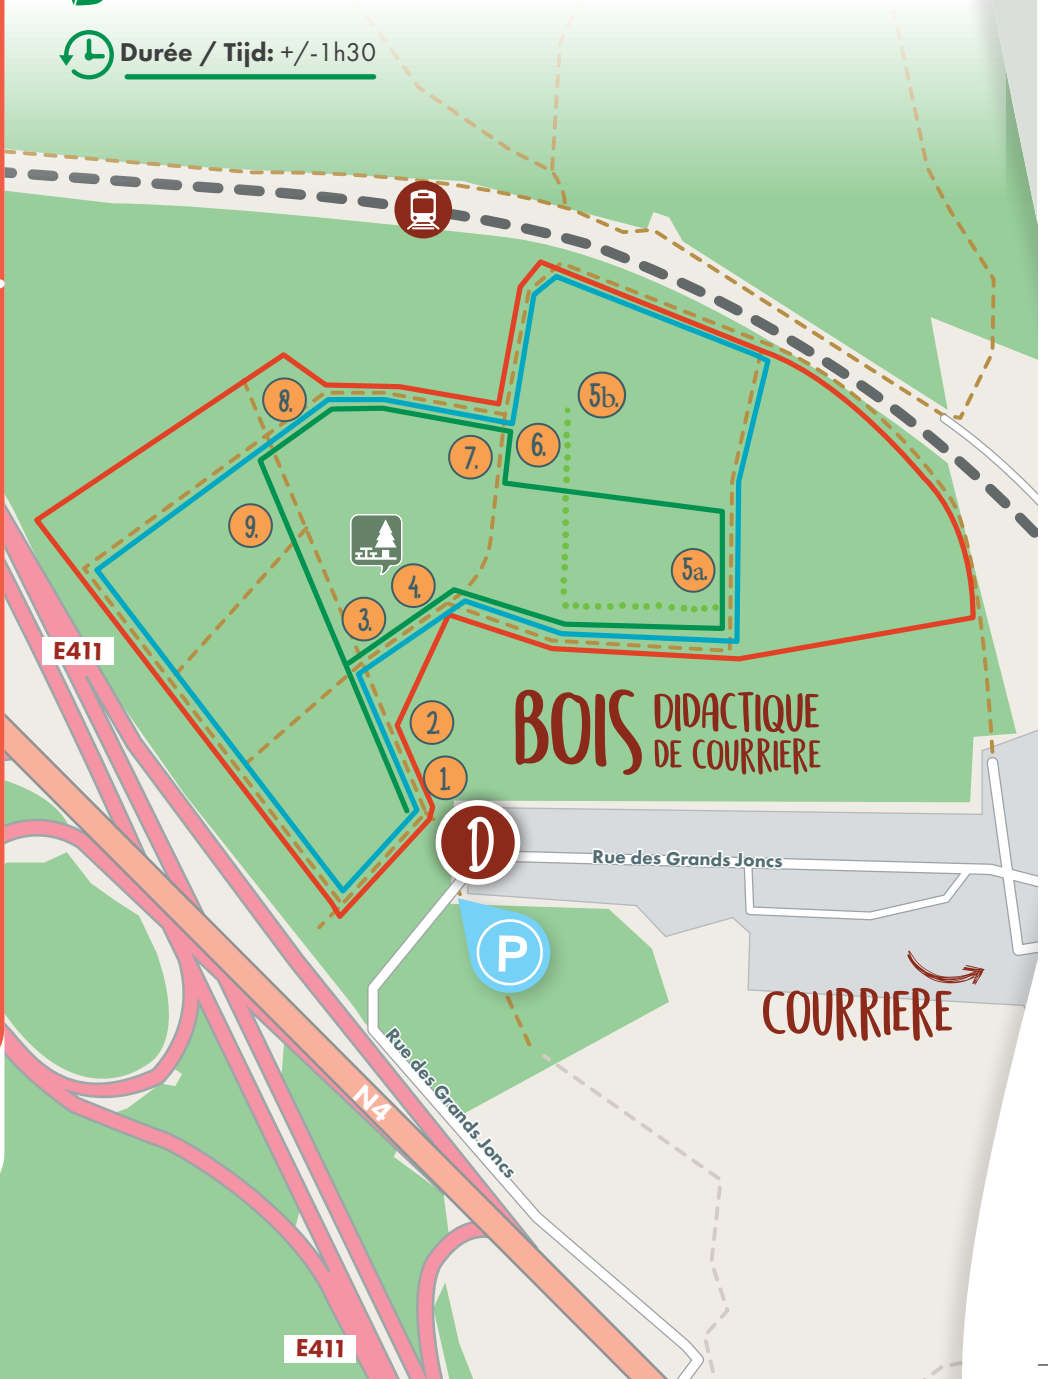 Durée / Tijd: +/-1h30
5b.
8.
6.
7.
9.
5a.
4.
3.
E411
BOIS DIDACTIQUE
DE COURRIERE
2.
1.
D
Rue des Grands Joncs
P
COURRIERE
Rue des Grands Joncs
N4
E411